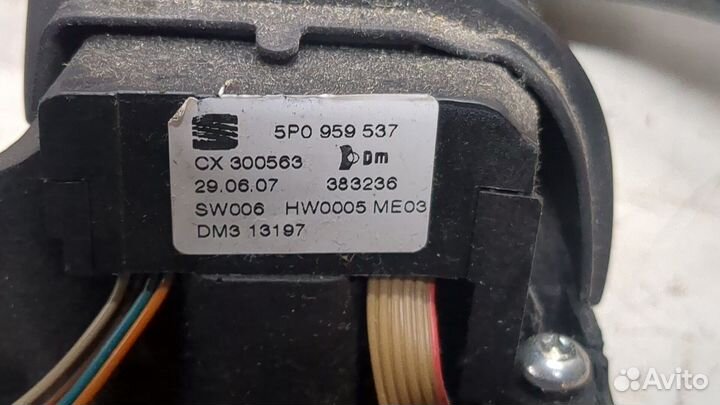 5P0 959 537
CX 300563 Dm
29.06.07 383236
SW006 HW0005 ME03
DM3 13197
Avito